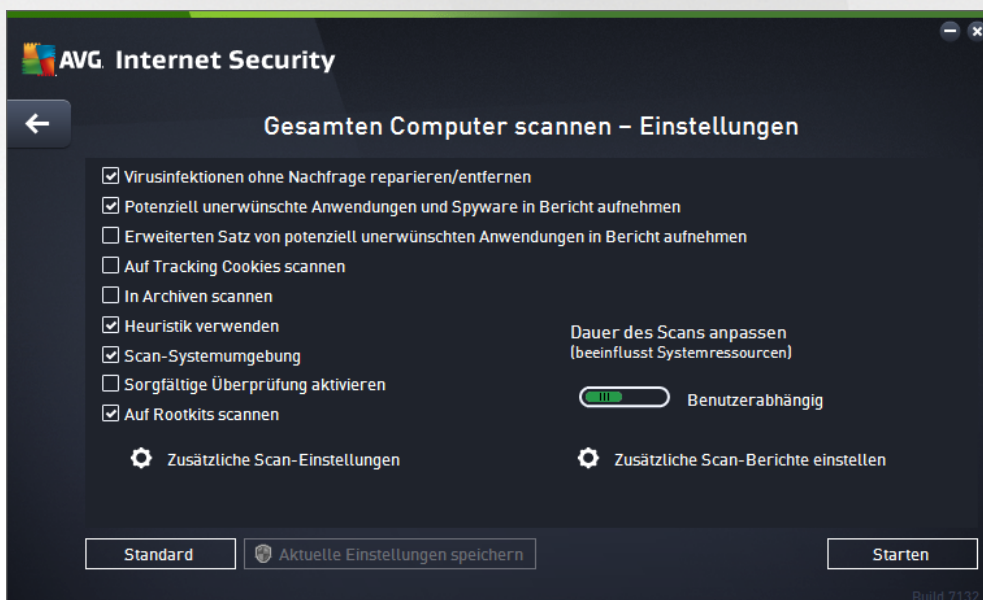 AVG. Internet Security
Gesamten Computer scannen – Einstellungen
Virusinfektionen ohne Nachfrage reparieren/entfernen
Potenziell unerwünschte Anwendungen und Spyware in Bericht aufnehmen
Erweiterten Satz von potenziell unerwünschten Anwendungen in Bericht aufnehmen
Auf Tracking Cookies scannen
In Archiven scannen
Heuristik verwenden
Scan-Systemumgebung
Sorgfältige Überprüfung aktivieren
Auf Rootkits scannen
Dauer des Scans anpassen
(beeinflusst Systemressourcen)
Benutzerabhängig
Zusätzliche Scan-Einstellungen
Zusätzliche Scan-Berichte einstellen
Standard
Aktuelle Einstellungen speichern
Starten
Build 7132